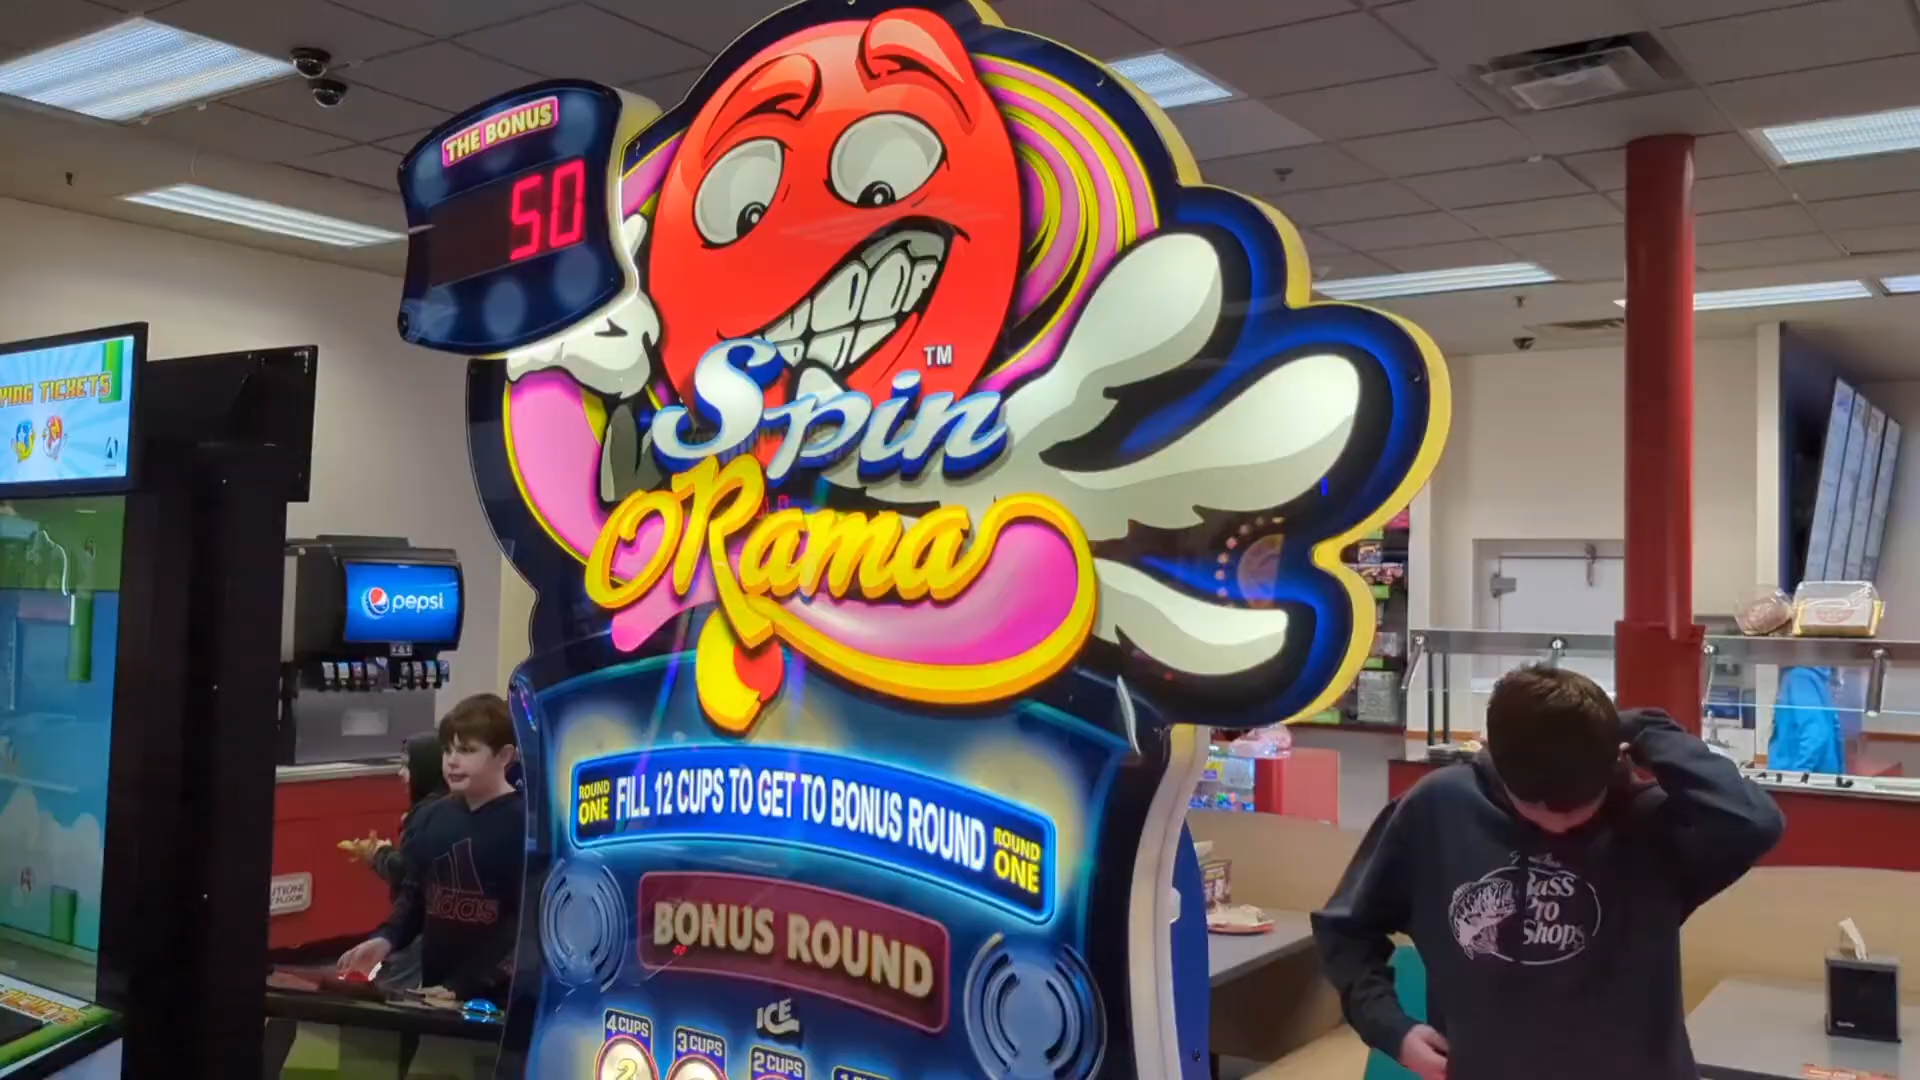 THE BONUS
50
YING TICKETS
Spin
TM
ORama
pepsi
ROUND
ONE
FILL 12 CUPS TO GET TO BONUS ROUND
ROUND
ONE
BONUS ROUND
ICE
4 CUPS
3 CUPS
2 CUPS
adidas
Bass
Pro
Shops